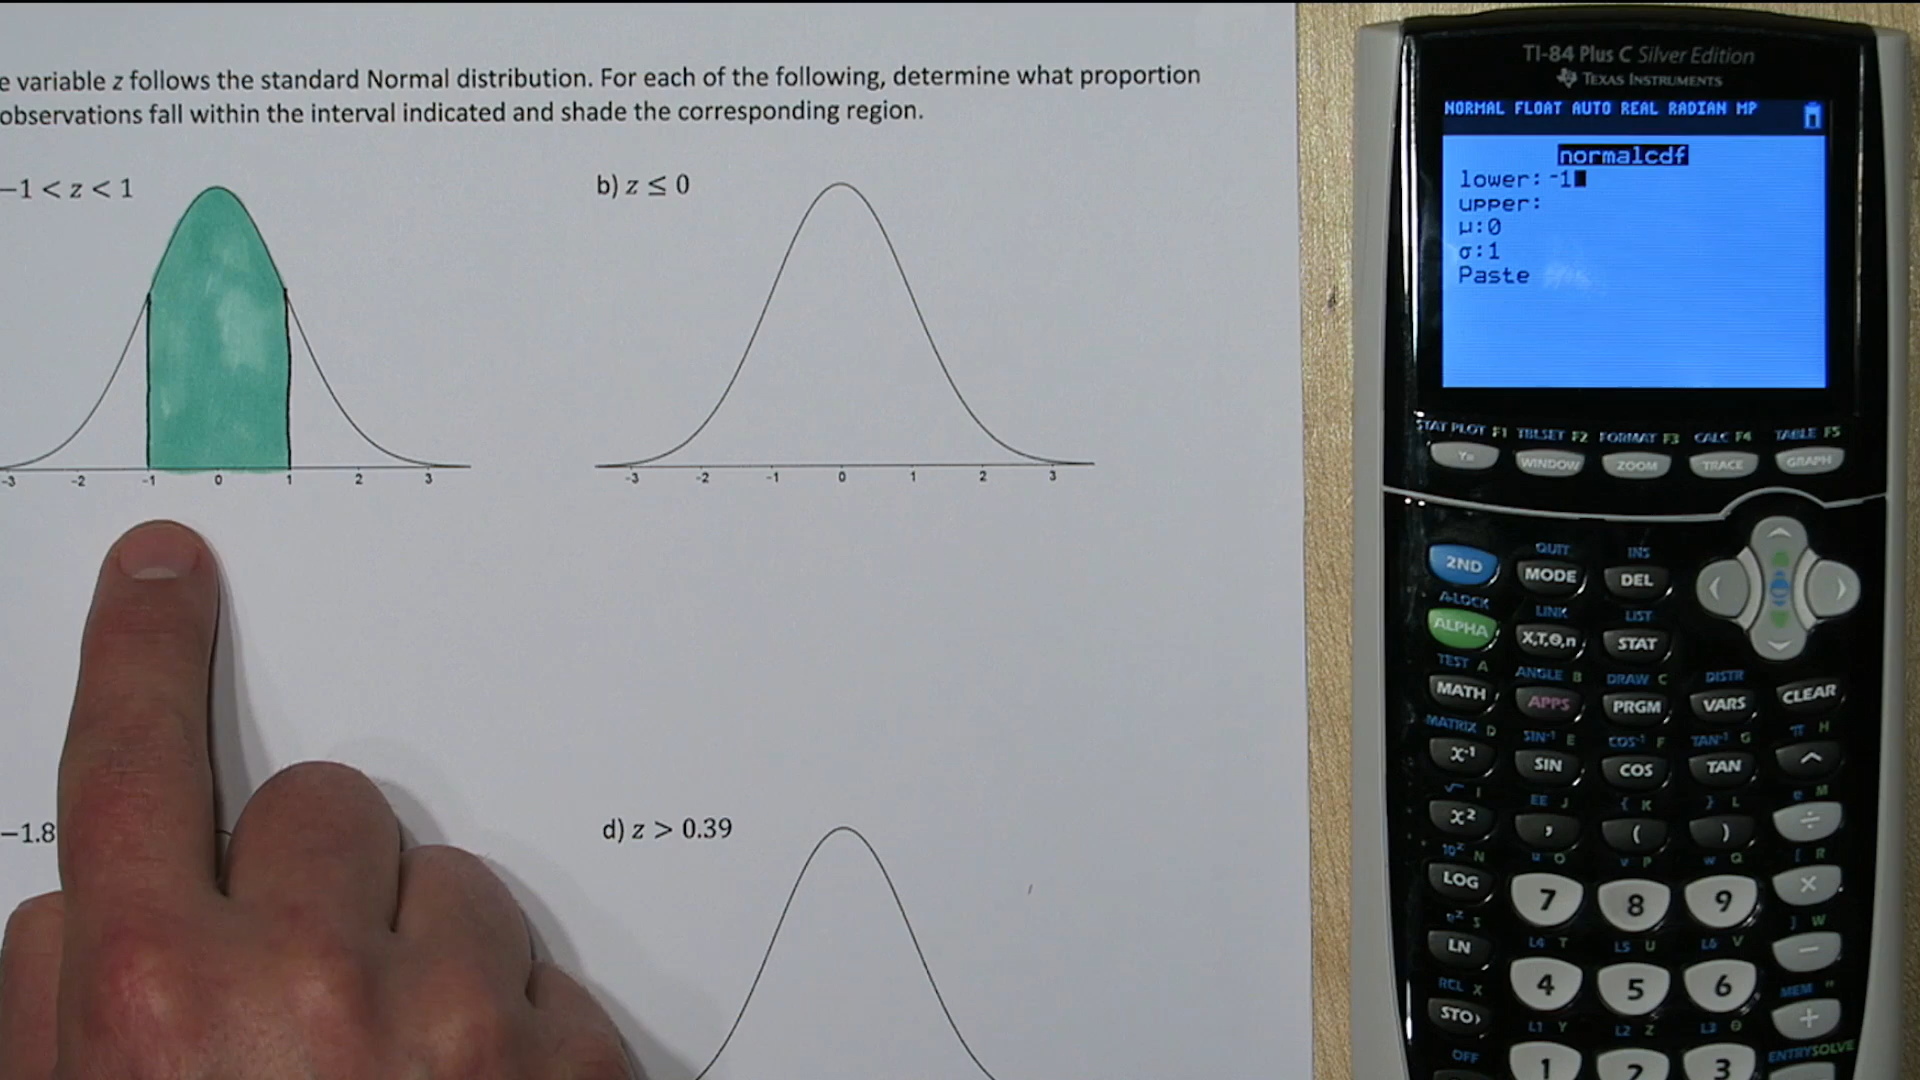 e variable z follows the standard Normal distribution. For each of the following, determine what proportion
observations fall within the interval indicated and shade the corresponding region.
−1 < z < 1
b) z ≤ 0
-3 -2 -1 0 1 2 3
-3 -2 -1 0 1 2 3
−1.8
d) z > 0.39
TI-84 Plus C Silver Edition
TEXAS INSTRUMENTS
NORMAL FLOAT AUTO REAL RADIAN MP
normalcdf
lower: -1
upper:
μ:0
σ:1
Paste
STAT PLOT F1 TBLSET F2 FORMAT F3 CALC F4 TABLE F5
Y= WINDOW ZOOM TRACE GRAPH
QUIT INS
2ND MODE DEL
A-LOCK LINK LIST
ALPHA X,T,Θ,n STAT
TEST A ANGLE B DRAW C DISTR
MATH APPS PRGM VARS CLEAR
MATRIX D SIN⁻¹ E COS⁻¹ F TAN⁻¹ G π H
x⁻¹ SIN COS TAN ^
√ I EE J { K } L e M
x² , ( ) ÷
10ˣ N u O v P w Q [ R
LOG 7 8 9 ×
eˣ S L4 T L5 U L6 V ] W
LN 4 5 6 −
RCL X L1 Y L2 Z L3 θ MEM "
STO› 1 2 3 +
OFF ENTRY SOLVE